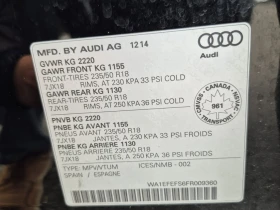 MFD. BY AUDI AG 12 14
Audi
GVWR KG 2220
GAWR FRONT KG 1155
FRONT-TIRES 235/50 R18
7JX18 RIMS, AT 230 KPA 33 PSI COLD
GAWR REAR KG 1130
REAR-TIRES 235/50 R18
7JX18 RIMS, AT 250 KPA 36 PSI COLD
CANADA
961
TRANSPORT
PNVB KG 2220
PNBE KG AVANT 1155
PNEUS AVANT 235/50 R18
7JX18 JANTES, A 230 KPA 33 PSI FROIDS
PNBE KG ARRIERE 1130
PNEUS ARRIERE 235/50 R18
7JX18 JANTES, A 250 KPA 36 PSI FROIDS
TYPE: MPV/VTUM ICES/NMB - 002
SPAIN / ESPAGNE